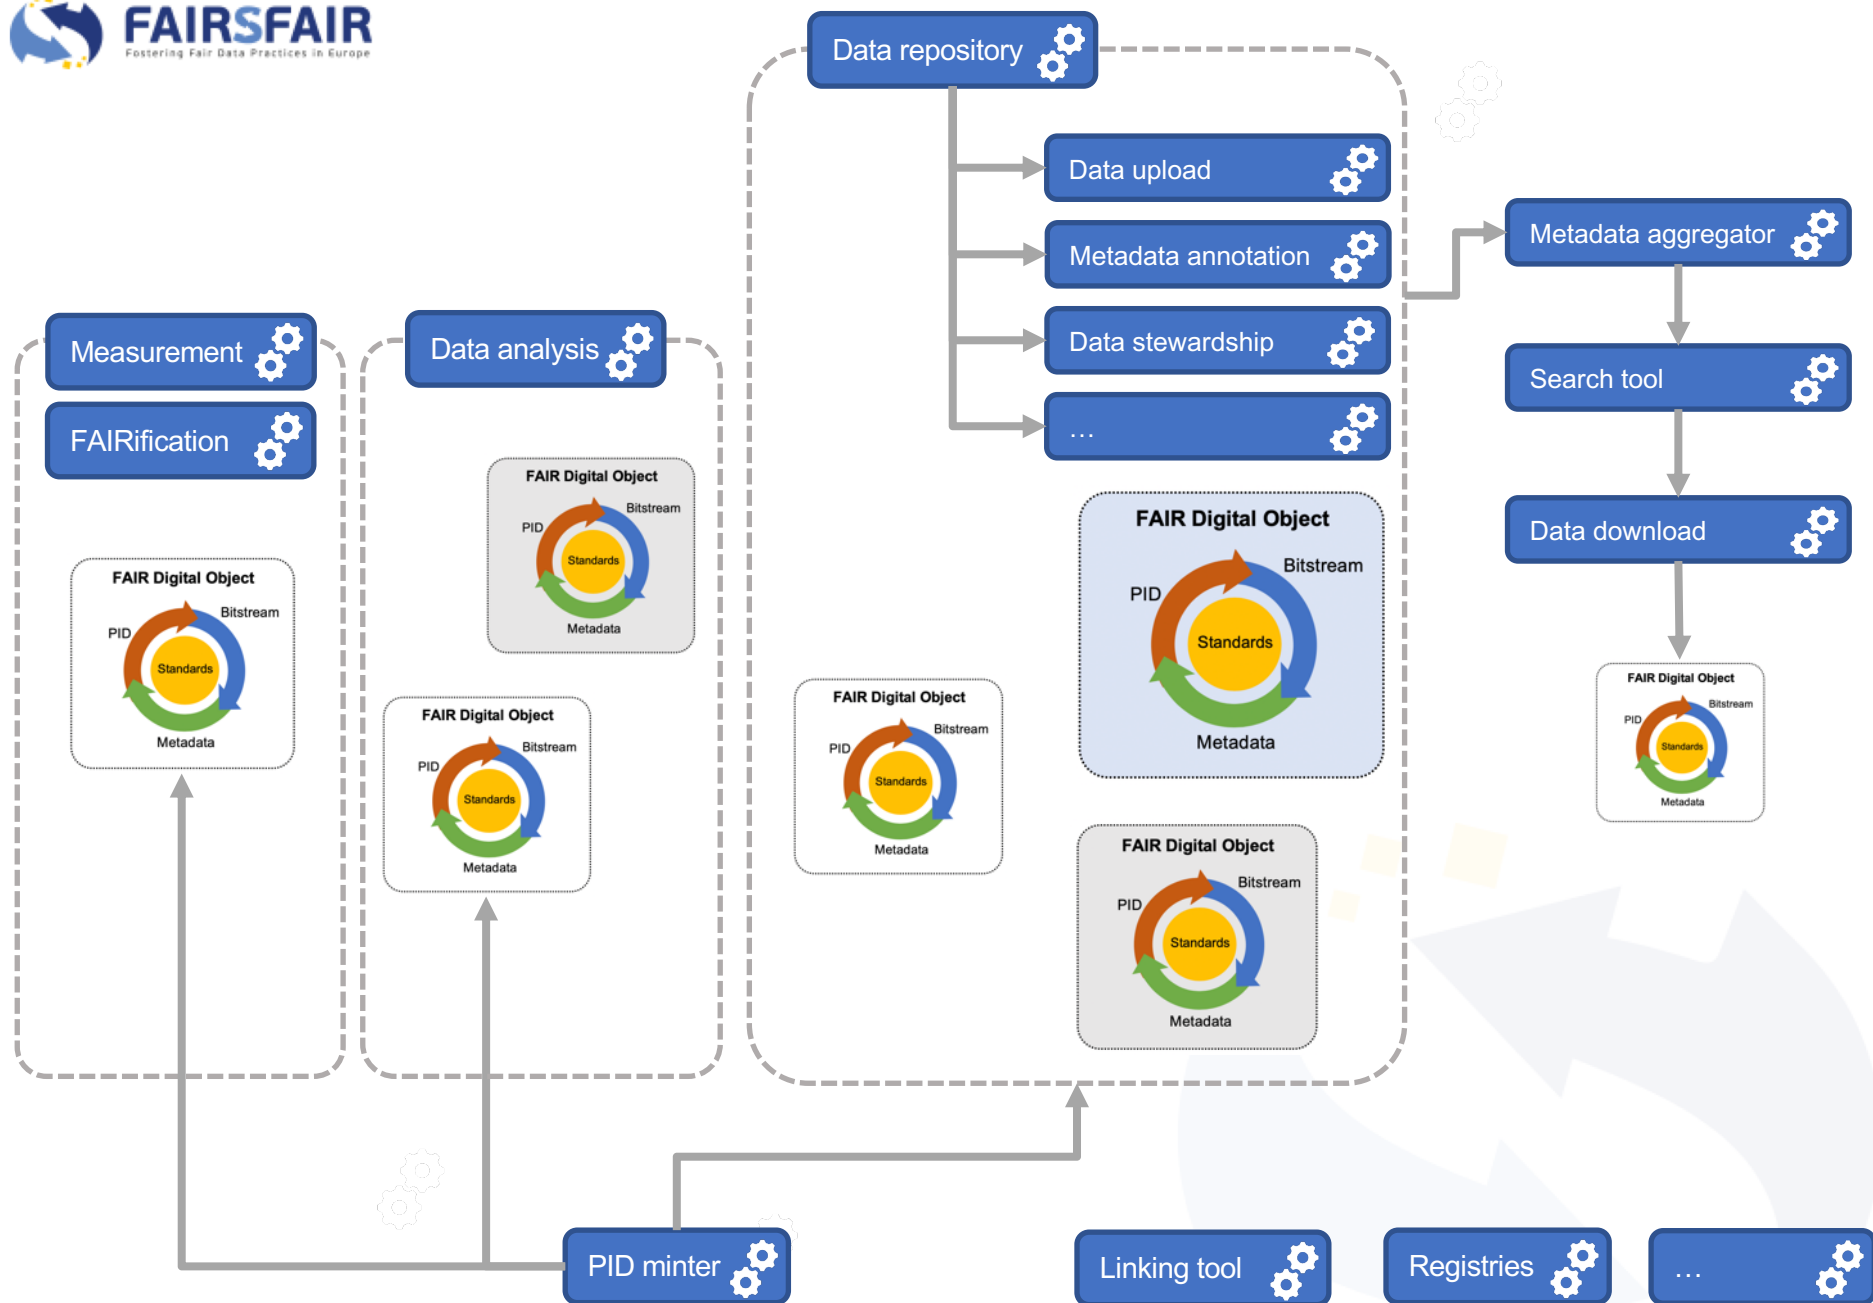 FAIRSFAIR
Fostering Fair Data Practices in Europe
Data repository
Data upload
Metadata annotation
Data stewardship
…
Metadata aggregator
Search tool
Data download
Measurement
FAIRification
Data analysis
FAIR Digital Object
PID
Bitstream
Standards
Metadata
FAIR Digital Object
PID
Bitstream
Standards
Metadata
FAIR Digital Object
PID
Bitstream
Standards
Metadata
FAIR Digital Object
PID
Bitstream
Standards
Metadata
FAIR Digital Object
PID
Bitstream
Standards
Metadata
FAIR Digital Object
PID
Bitstream
Standards
Metadata
FAIR Digital Object
PID
Bitstream
Standards
Metadata
PID minter
Linking tool
Registries
…